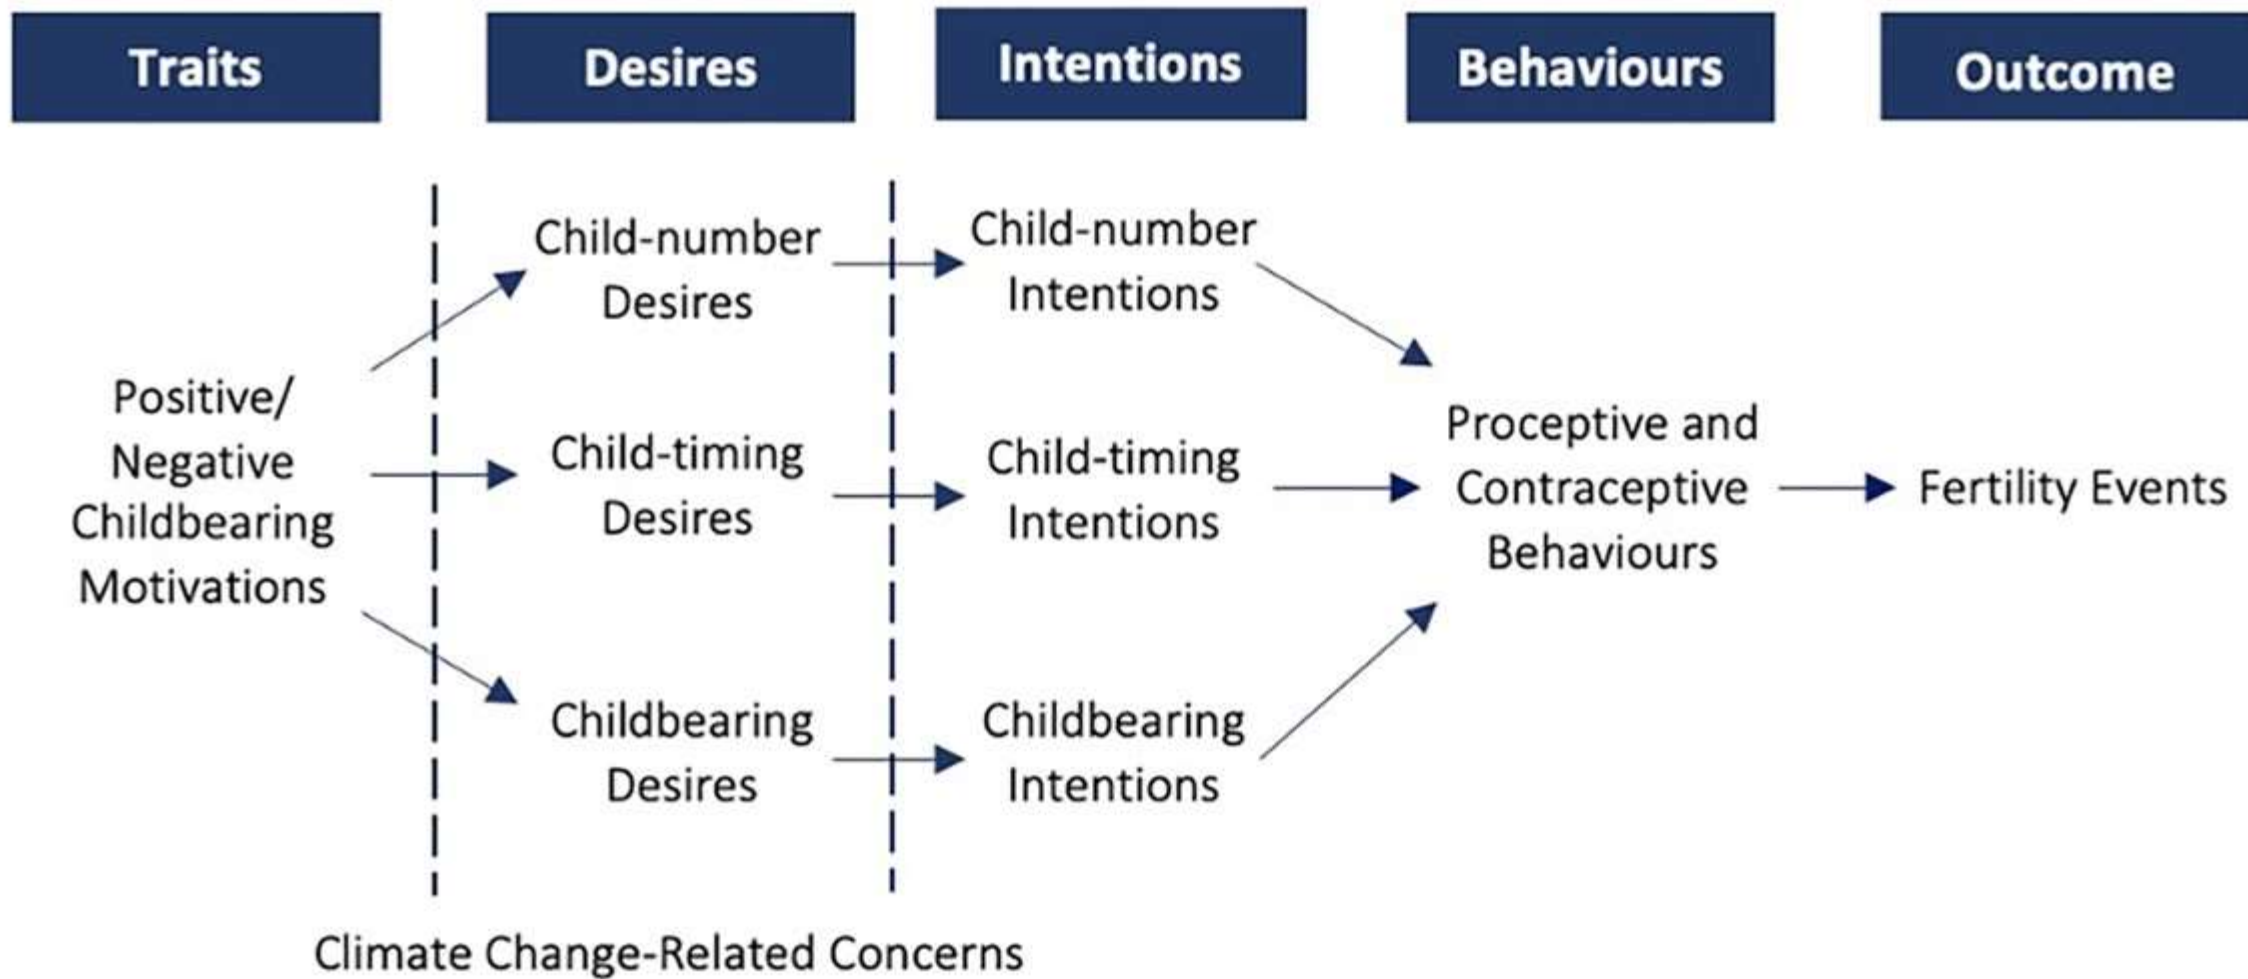 Traits
Desires
Intentions
Behaviours
Outcome
Positive/
Negative
Childbearing
Motivations
Child-number
Desires
Child-timing
Desires
Childbearing
Desires
Child-number
Intentions
Child-timing
Intentions
Childbearing
Intentions
Proceptive and
Contraceptive
Behaviours
Fertility Events
Climate Change-Related Concerns